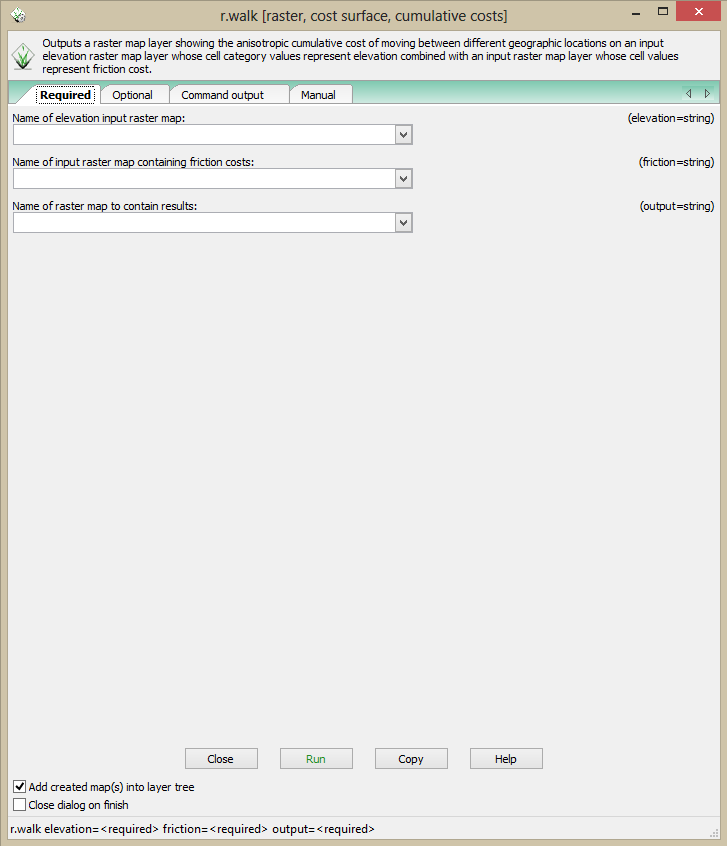 r.walk [raster, cost surface, cumulative costs]
Outputs a raster map layer showing the anisotropic cumulative cost of moving between different geographic locations on an input
elevation raster map layer whose cell category values represent elevation combined with an input raster map layer whose cell values
represent friction cost.
Required Optional Command output Manual
Name of elevation input raster map: (elevation=string)
Name of input raster map containing friction costs: (friction=string)
Name of raster map to contain results: (output=string)
Close Run Copy Help
Add created map(s) into layer tree
Close dialog on finish
r.walk elevation=<required> friction=<required> output=<required>